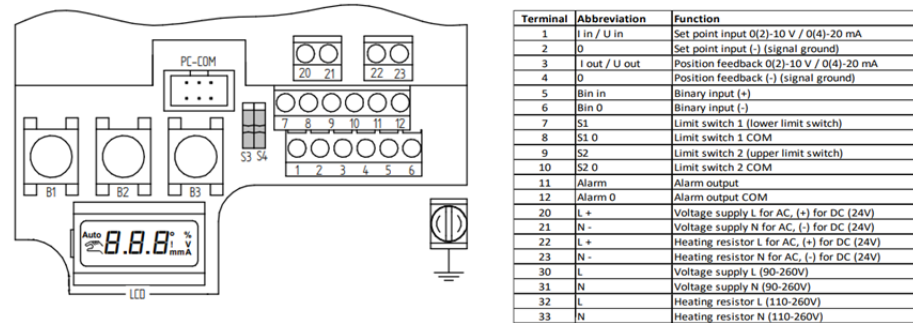 PC-COM
20 21 22 23
7 8 9 10 11 12
S3 S4
1 2 3 4 5 6
B1 B2 B3
Auto 8.8.8 ° % ! V mmA
LCD
Terminal Abbreviation Function
1 I in / U in Set point input 0(2)-10 V / 0(4)-20 mA
2 0 Set point input (-) (signal ground)
3 I out / U out Position feedback 0(2)-10 V / 0(4)-20 mA
4 0 Position feedback (-) (signal ground)
5 Bin in Binary input (+)
6 Bin 0 Binary input (-)
7 S1 Limit switch 1 (lower limit switch)
8 S1 0 Limit switch 1 COM
9 S2 Limit switch 2 (upper limit switch)
10 S2 0 Limit switch 2 COM
11 Alarm Alarm output
12 Alarm 0 Alarm output COM
20 L + Voltage supply L for AC, (+) for DC (24V)
21 N - Voltage supply N for AC, (-) for DC (24V)
22 L + Heating resistor L for AC, (+) for DC (24V)
23 N - Heating resistor N for AC, (-) for DC (24V)
30 L Voltage supply L (90-260V)
31 N Voltage supply N (90-260V)
32 L Heating resistor L (110-260V)
33 N Heating resistor N (110-260V)